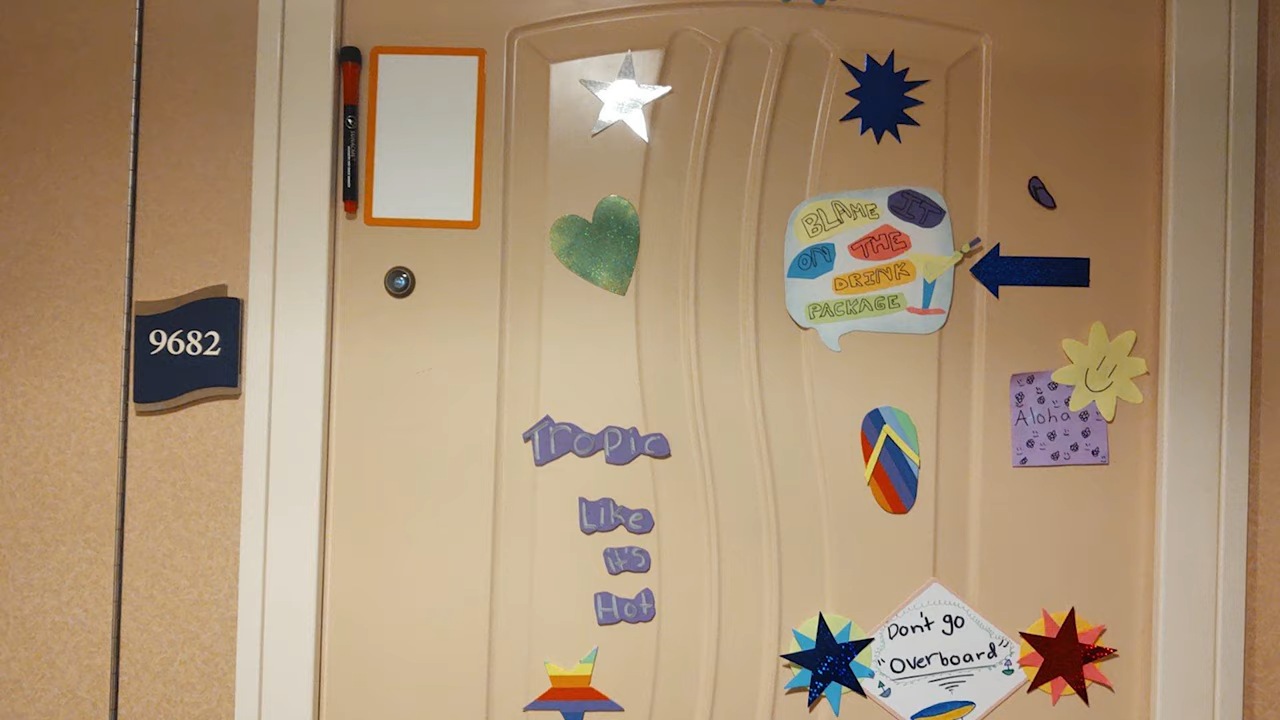 9682
BLAME IT
ON THE
DRINK
PACKAGE
Tropic
Like
it's
Hot
Aloha
Don't go
"Overboard"